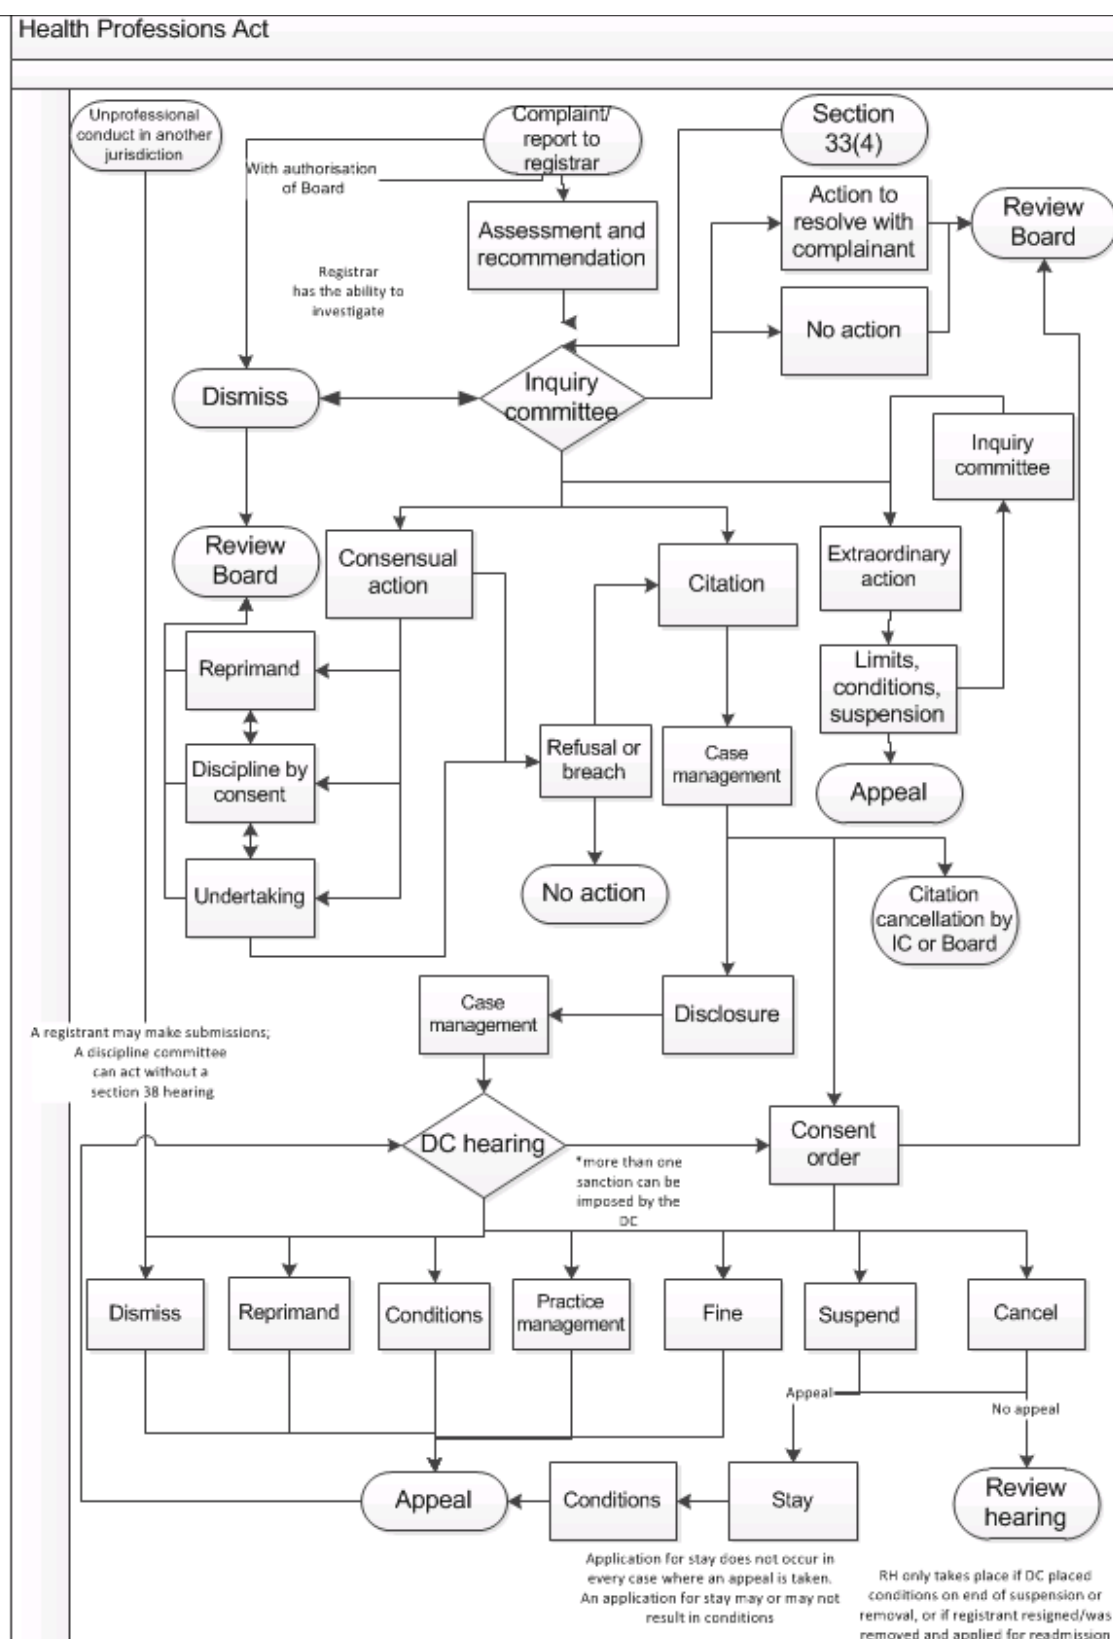 Health Professions Act
Unprofessional
conduct in another
jurisdiction
Complaint/
report to
registrar
Section
33(4)
With authorisation
of Board
Action to
resolve with
complainant
Review
Board
Assessment and
recommendation
Registrar
has the ability to
investigate
No action
Dismiss
Inquiry
committee
Inquiry
committee
Review
Board
Consensual
action
Citation
Extraordinary
action
Reprimand
Limits,
conditions,
suspension
Discipline by
consent
Refusal or
breach
Case
management
Appeal
Undertaking
No action
Citation
cancellation by
IC or Board
Case
management
Disclosure
A registrant may make submissions;
A discipline committee
can act without a
section 38 hearing
DC hearing
Consent
order
*more than one
sanction can be
imposed by the
DC
Dismiss
Reprimand
Conditions
Practice
management
Fine
Suspend
Cancel
Appeal
No appeal
Appeal
Conditions
Stay
Review
hearing
Application for stay does not occur in
every case where an appeal is taken.
An application for stay may or may not
result in conditions
RH only takes place if DC placed
conditions on end of suspension or
removal, or if registrant resigned/was
removed and applied for readmission